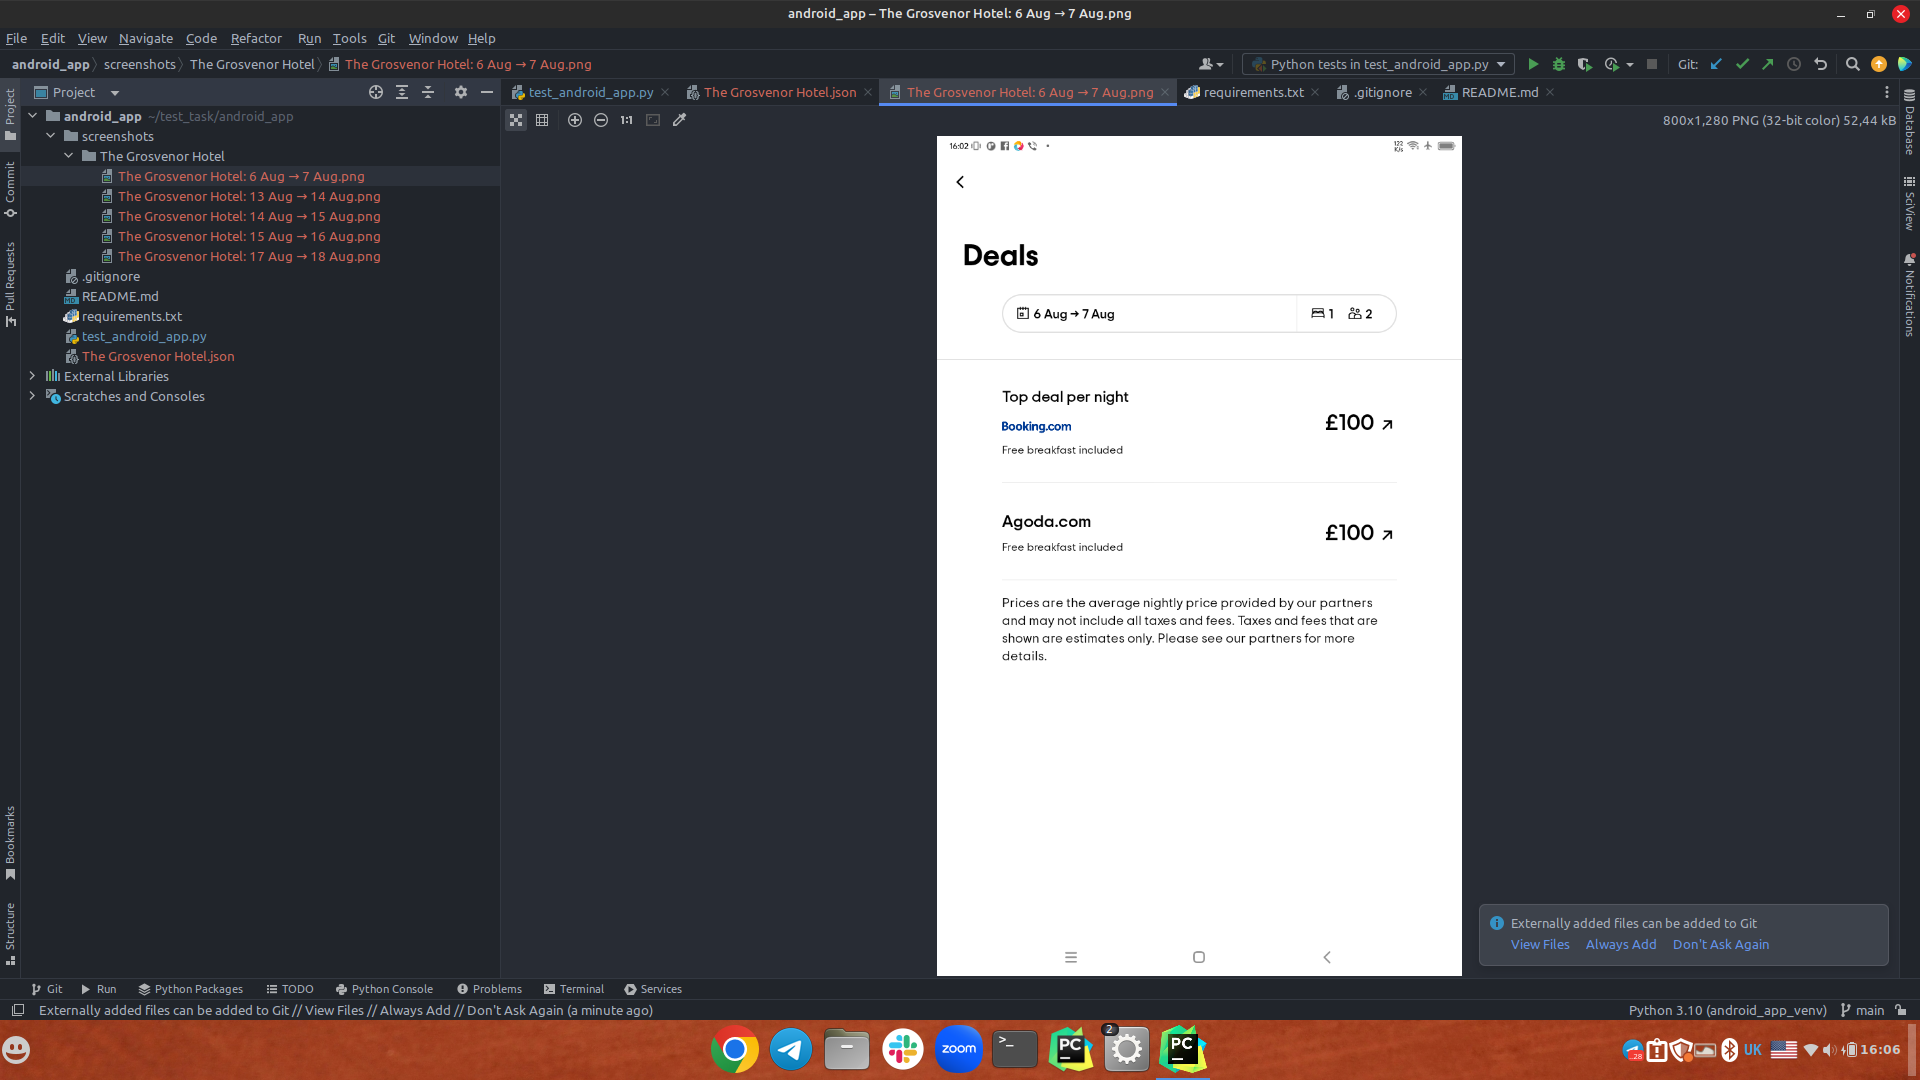 android_app – The Grosvenor Hotel: 6 Aug → 7 Aug.png
File Edit View Navigate Code Refactor Run Tools Git Window Help
android_app screenshots The Grosvenor Hotel The Grosvenor Hotel: 6 Aug → 7 Aug.png
Python tests in test_android_app.py
Git:
Project
test_android_app.py
The Grosvenor Hotel.json
The Grosvenor Hotel: 6 Aug → 7 Aug.png
requirements.txt
.gitignore
README.md
1:1
800x1,280 PNG (32-bit color) 52,44 kB
Project
Commit
Pull Requests
Bookmarks
Structure
android_app ~/test_task/android_app
screenshots
The Grosvenor Hotel
The Grosvenor Hotel: 6 Aug → 7 Aug.png
The Grosvenor Hotel: 13 Aug → 14 Aug.png
The Grosvenor Hotel: 14 Aug → 15 Aug.png
The Grosvenor Hotel: 15 Aug → 16 Aug.png
The Grosvenor Hotel: 17 Aug → 18 Aug.png
.gitignore
README.md
requirements.txt
test_android_app.py
The Grosvenor Hotel.json
External Libraries
Scratches and Consoles
16:02
122 K/s
Deals
6 Aug → 7 Aug 1 2
Top deal per night
Booking.com £100
Free breakfast included
Agoda.com £100
Free breakfast included
Prices are the average nightly price provided by our partners
and may not include all taxes and fees. Taxes and fees that are
shown are estimates only. Please see our partners for more
details.
Database
SciView
Notifications
Externally added files can be added to Git
View Files Always Add Don't Ask Again
Git Run Python Packages TODO Python Console Problems Terminal Services
Externally added files can be added to Git // View Files // Always Add // Don't Ask Again (a minute ago)
Python 3.10 (android_app_venv) main
zoom
>_
PC
2
PC
28
UK
16:06